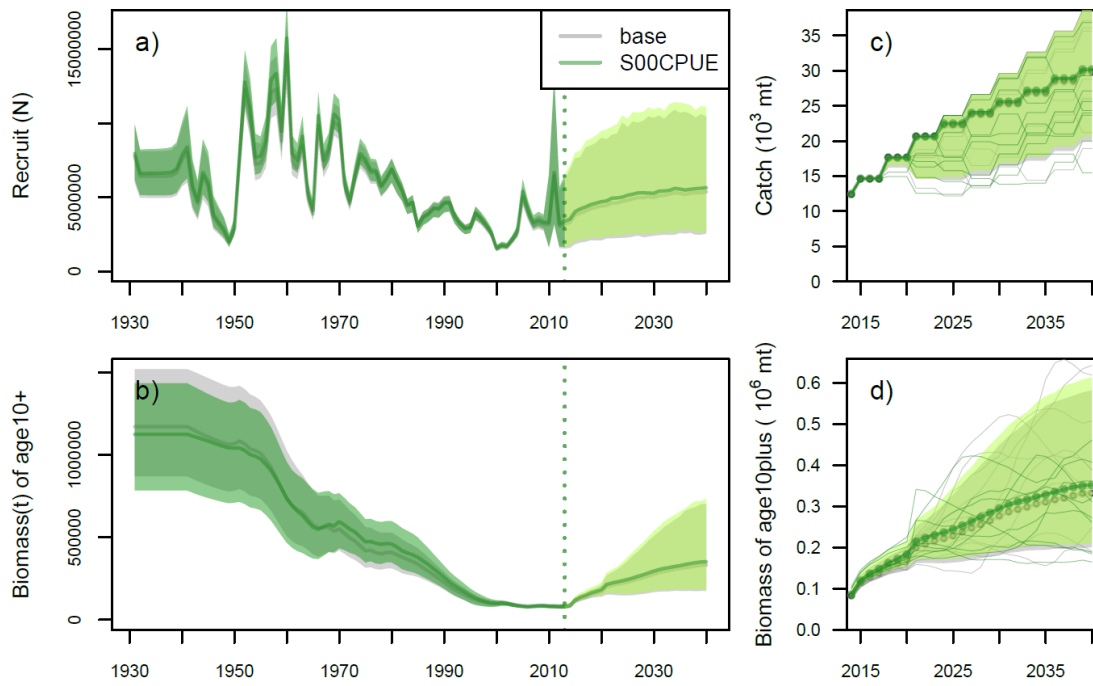 a)
base
S00CPUE
Recruit (N)
0 5000000 15000000
1930 1950 1970 1990 2010 2030
c)
Catch (10³ mt)
0 5 10 15 20 25 30 35
2015 2025 2035
b)
Biomass(t) of age10+
0 500000 1000000
1930 1950 1970 1990 2010 2030
d)
Biomass of age10plus ( 10⁶ mt)
0.0 0.1 0.2 0.3 0.4 0.5 0.6
2015 2025 2035